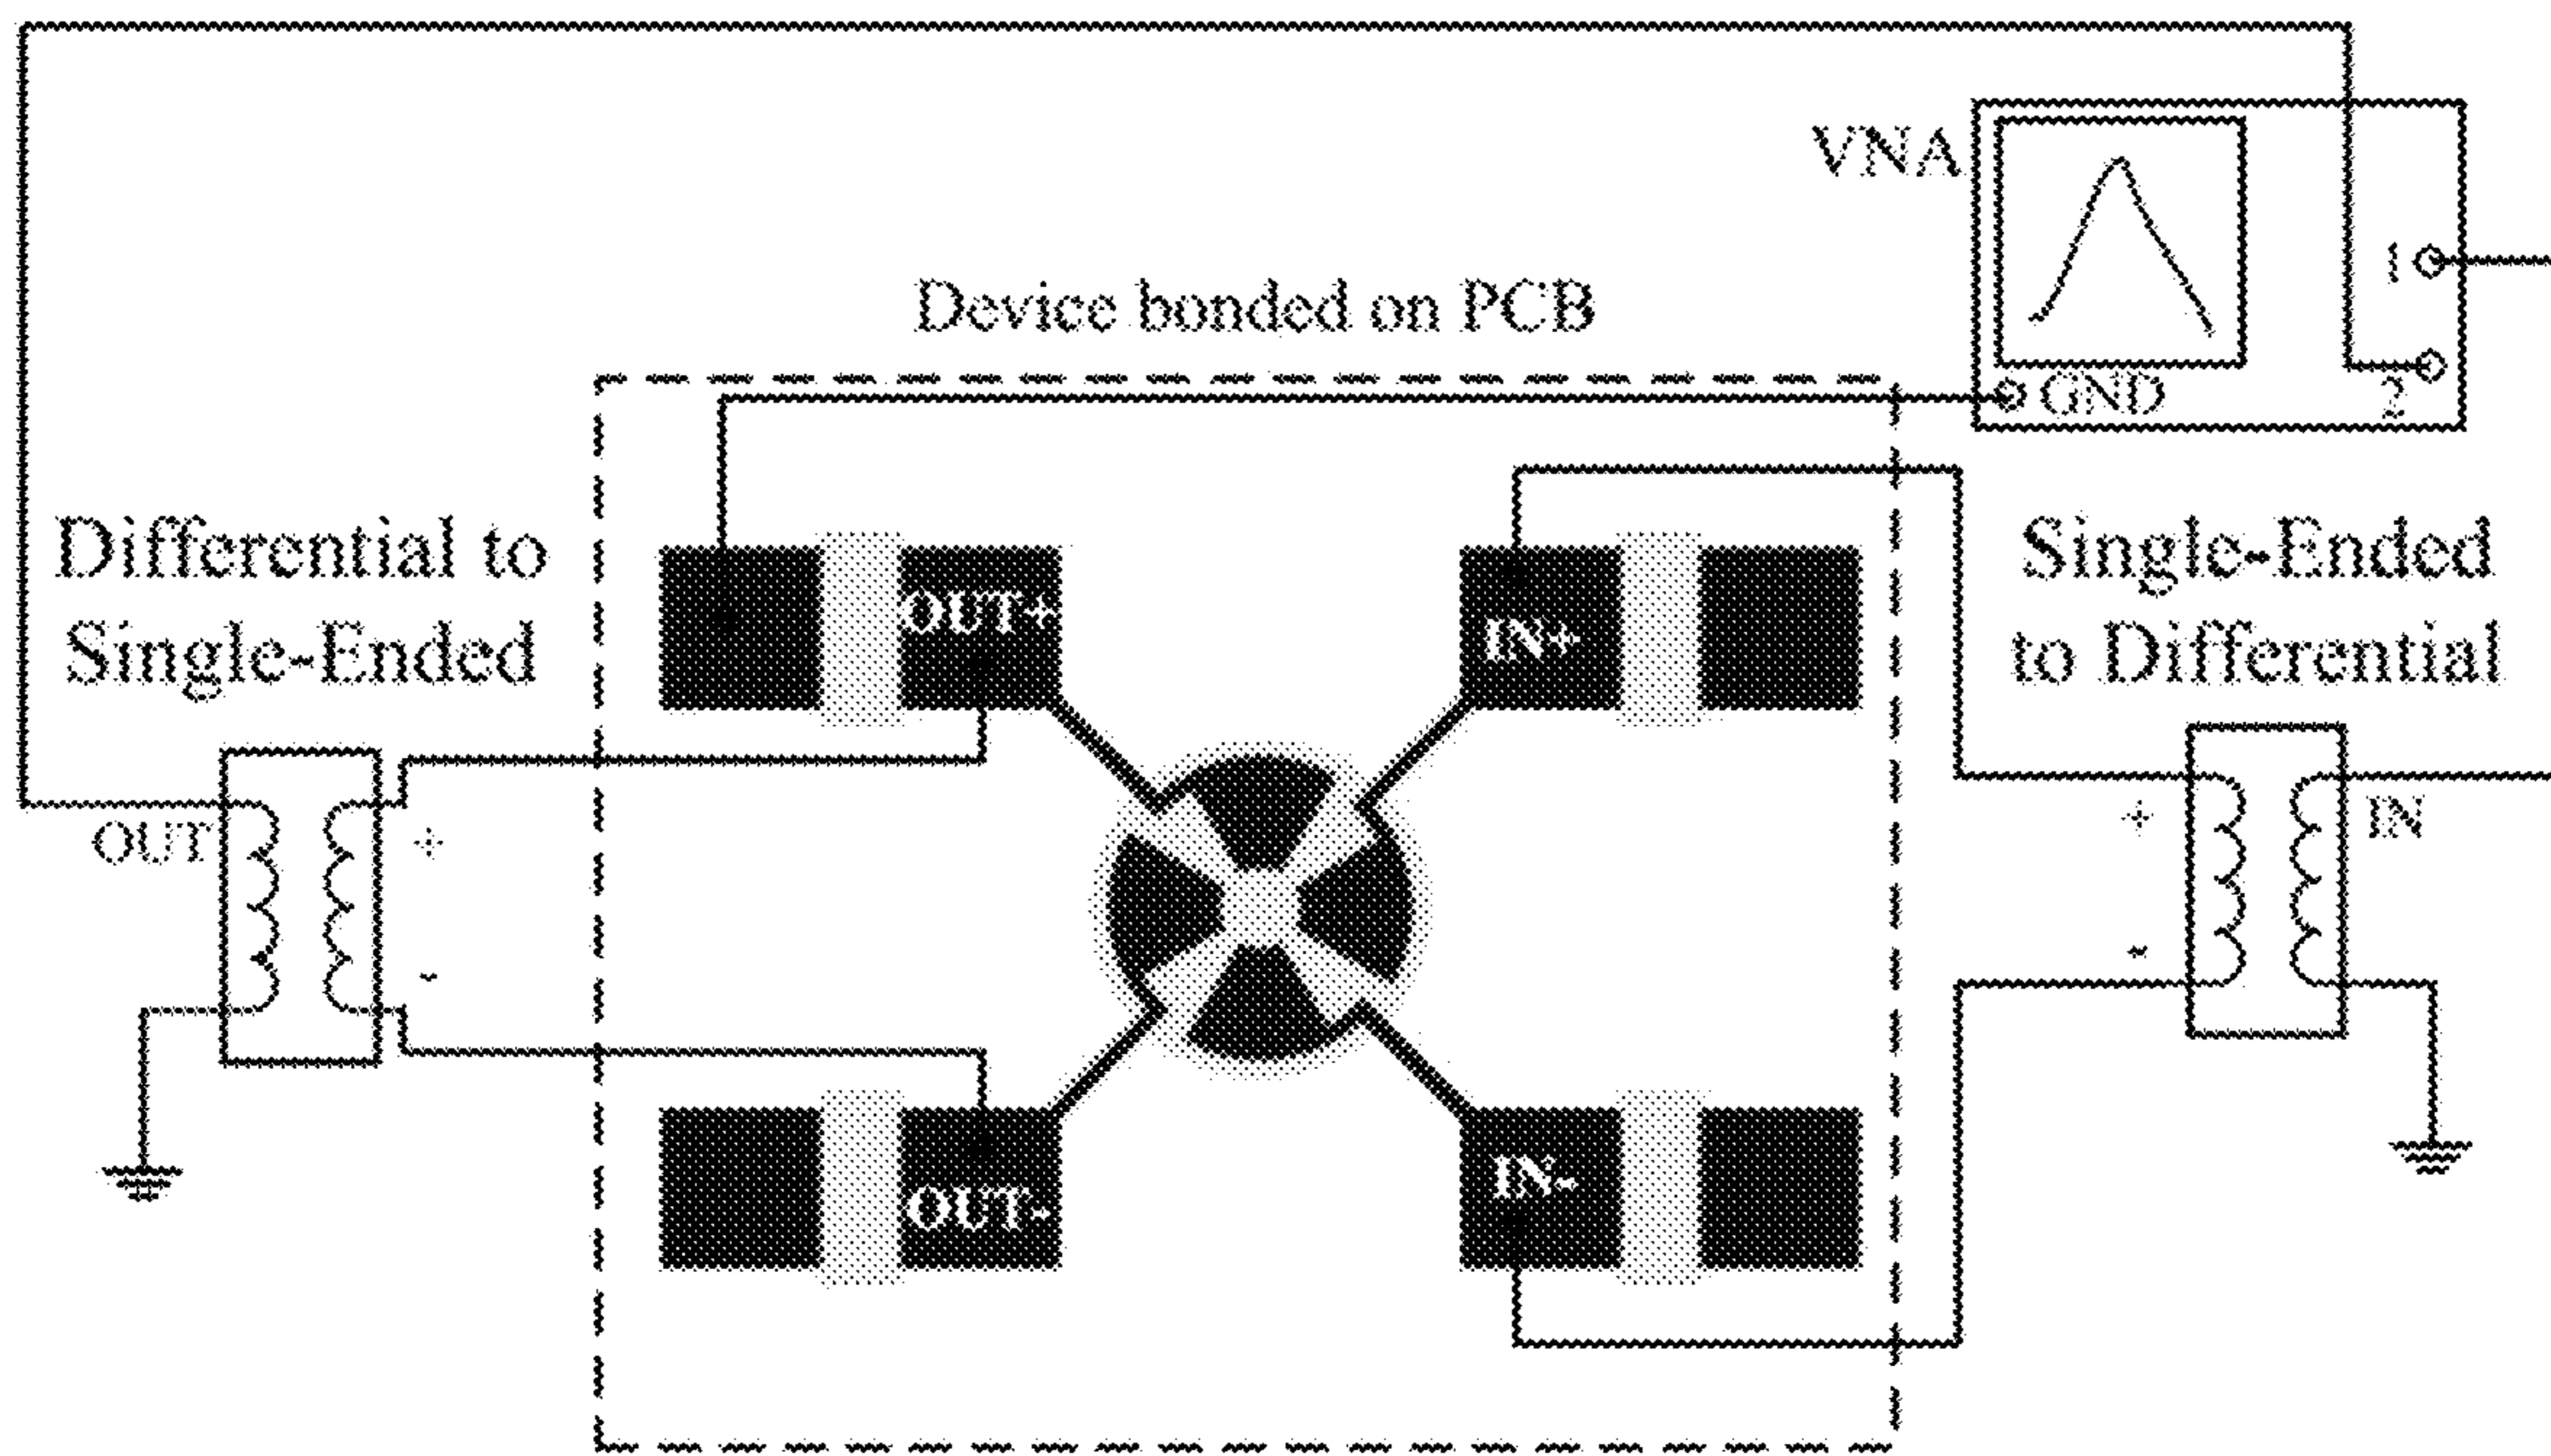 VNA
1
2
GND
Device bonded on PCB
Differential to
Single-Ended
Single-Ended
to Differential
OUT+
IN+
OUT
+
-
+
-
IN
OUT-
IN-